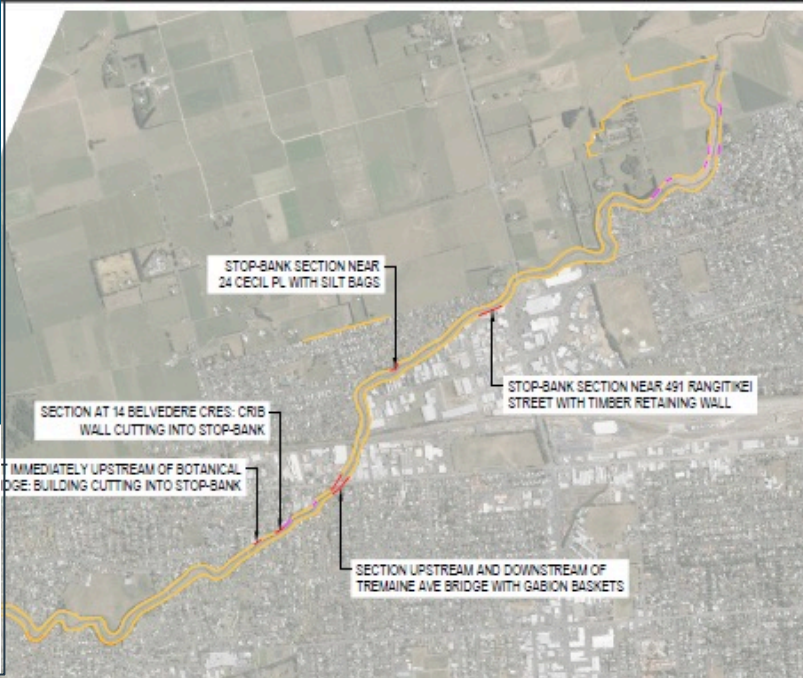 STOP-BANK SECTION NEAR
24 CECIL PL WITH SILT BAGS
STOP-BANK SECTION NEAR 491 RANGITIKEI
STREET WITH TIMBER RETAINING WALL
SECTION AT 14 BELVEDERE CRES: CRIB
WALL CUTTING INTO STOP-BANK
IMMEDIATELY UPSTREAM OF BOTANICAL
DGE: BUILDING CUTTING INTO STOP-BANK
SECTION UPSTREAM AND DOWNSTREAM OF
TREMAINE AVE BRIDGE WITH GABION BASKETS